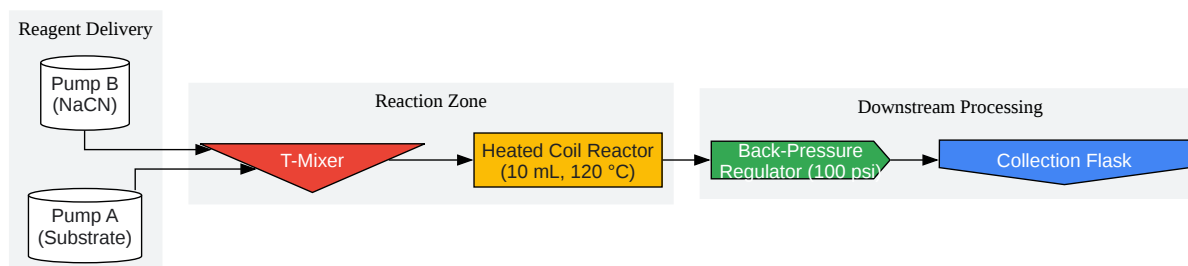 Reagent Delivery
Pump B
(NaCN)
Pump A
(Substrate)
Reaction Zone
T-Mixer
Heated Coil Reactor
(10 mL, 120 °C)
Downstream Processing
Back-Pressure
Regulator (100 psi)
Collection Flask